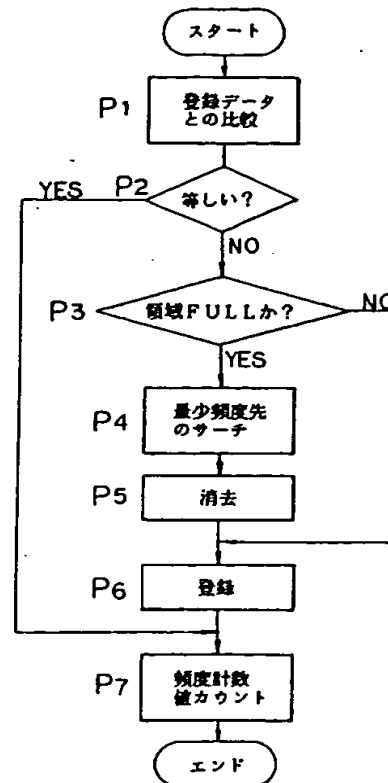 スタート
P1
登録データ
との比較
P2
YES
等しい?
NO
P3
領域FULLか?
NO
YES
P4
最少頻度先
のサーチ
P5
消去
P6
登録
P7
頻度計数
値カウント
エンド